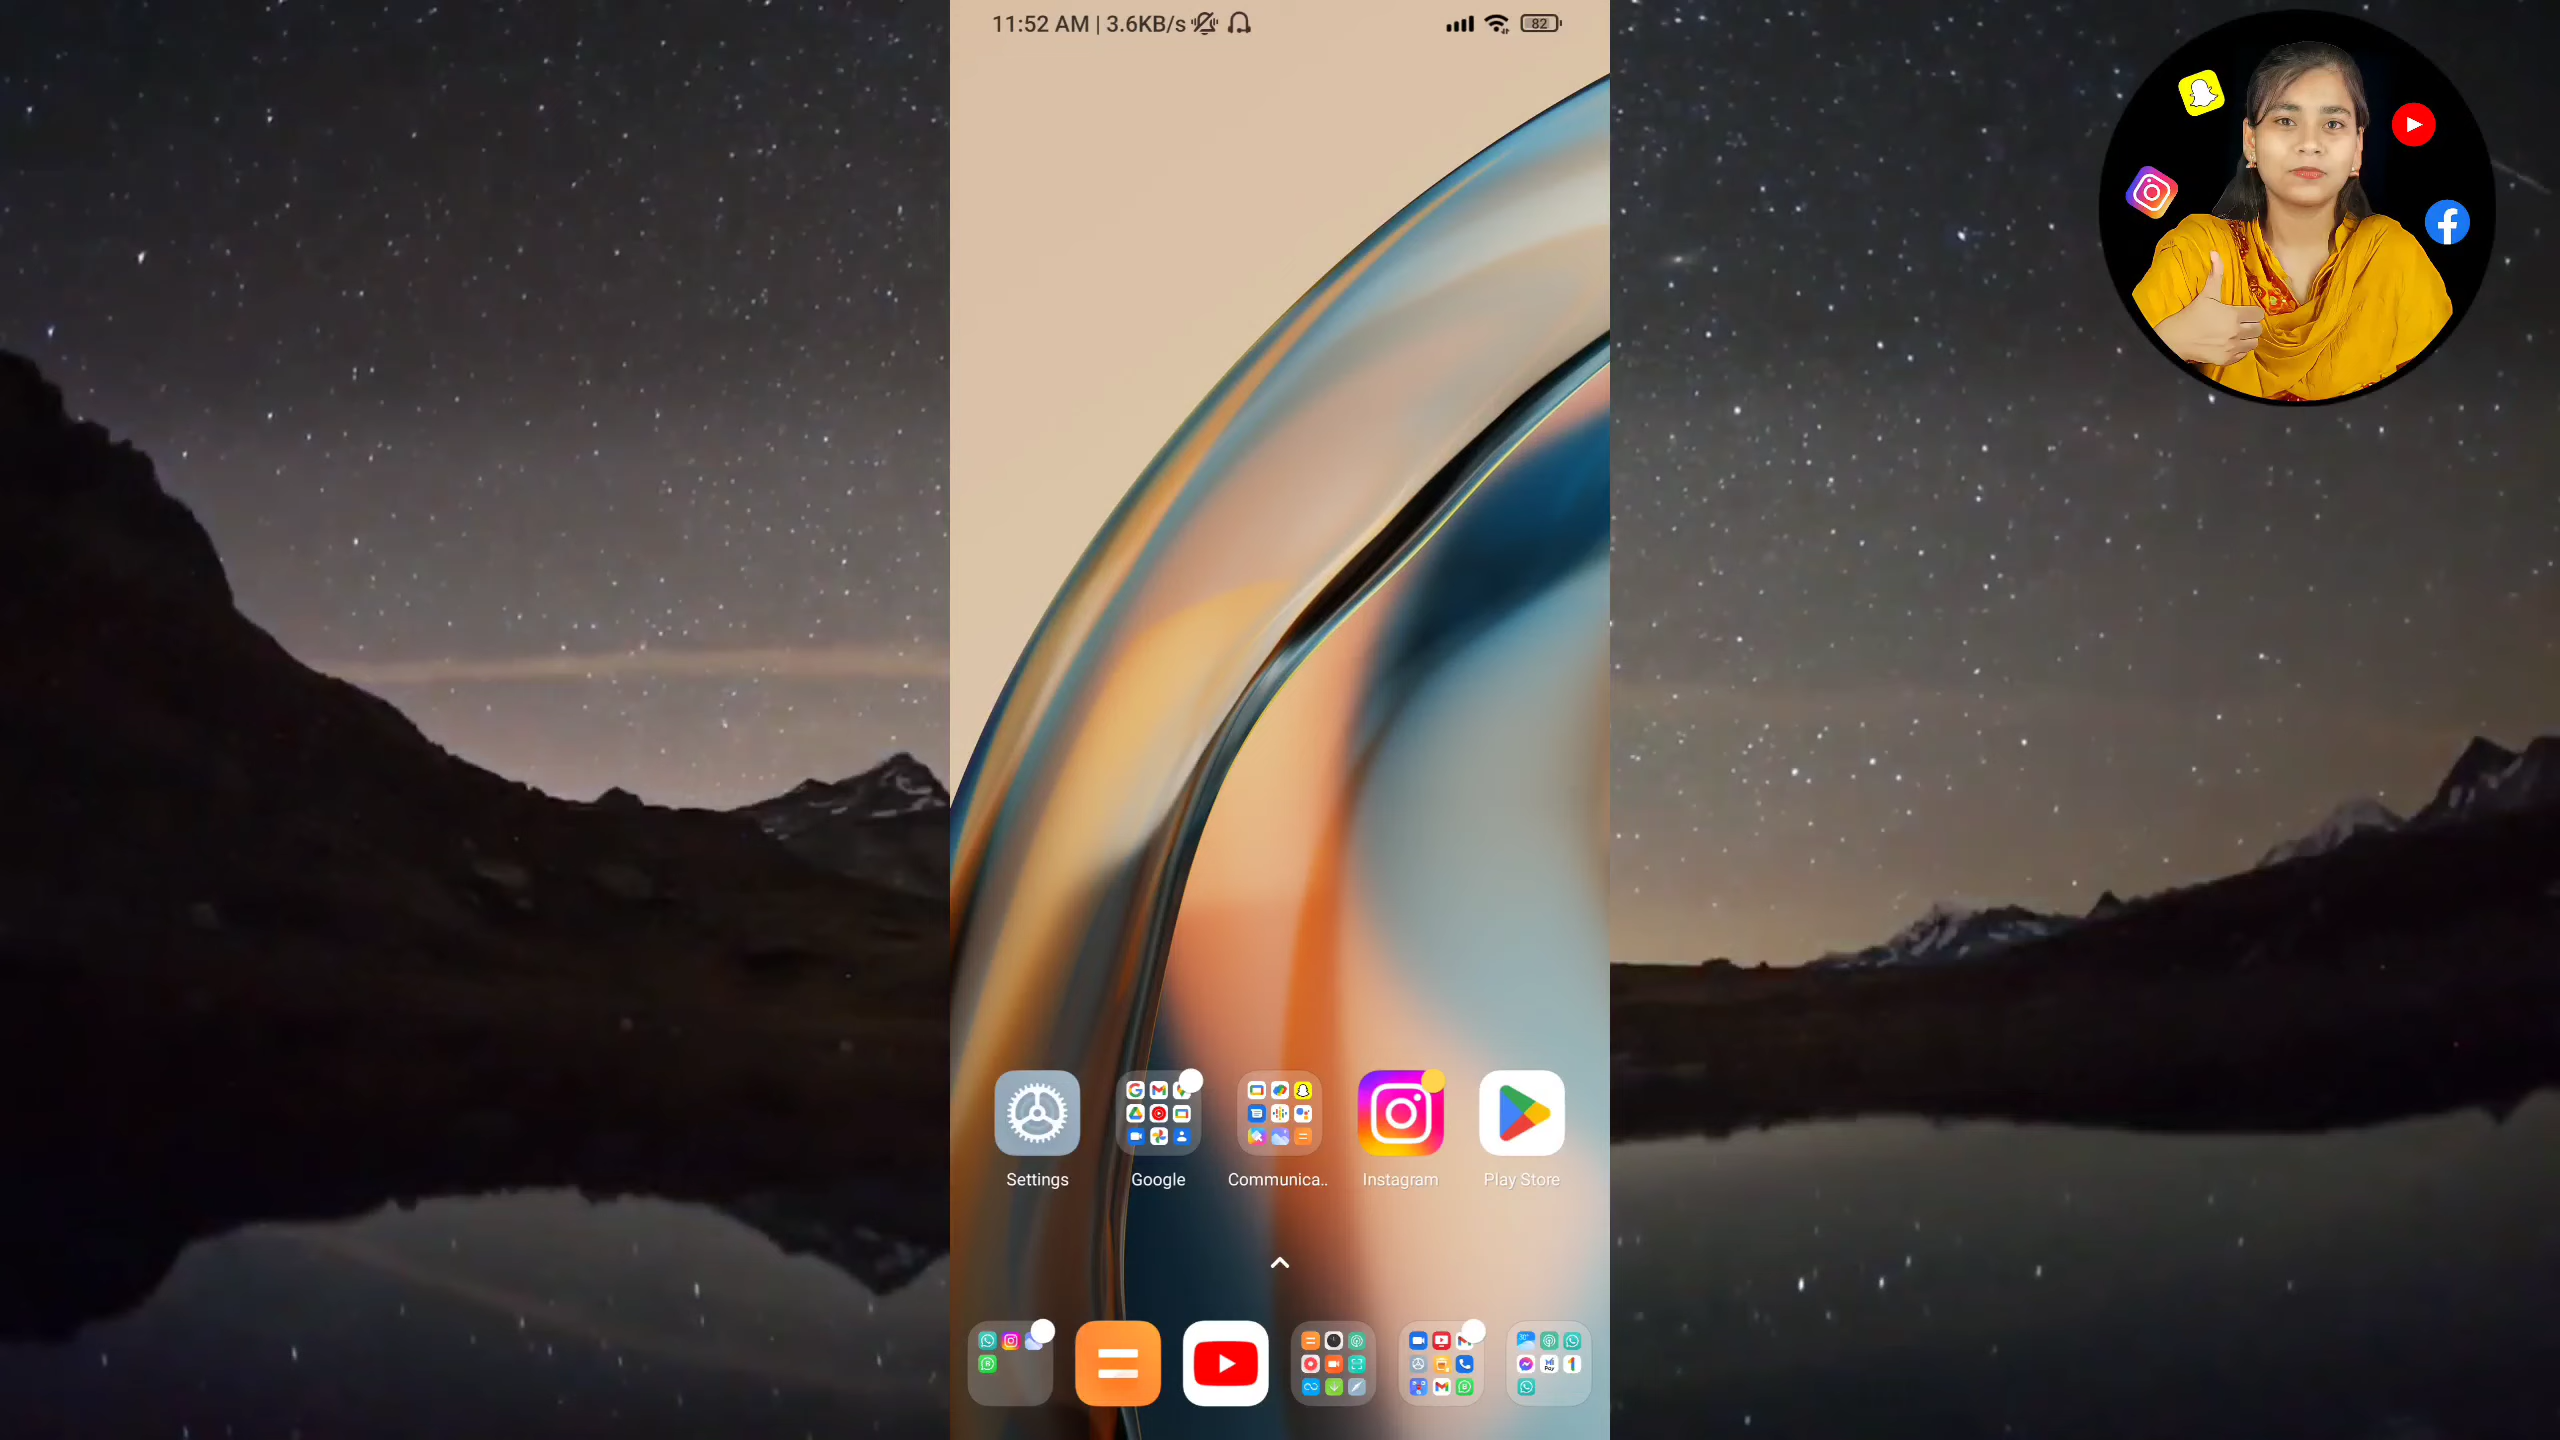 11:52 AM | 3.6KB/s
82
Settings
Google
Communica..
Instagram
Play Store